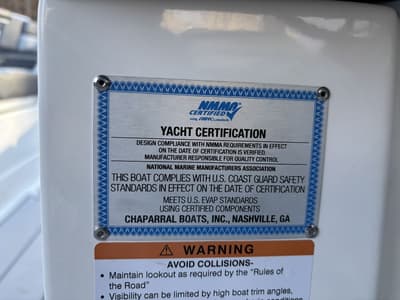 NMMA
CERTIFIED
YACHT CERTIFICATION
DESIGN COMPLIANCE WITH NMMA REQUIREMENTS IN EFFECT
ON THE DATE OF CERTIFICATION IS VERIFIED.
MANUFACTURER RESPONSIBLE FOR QUALITY CONTROL
NATIONAL MARINE MANUFACTURERS ASSOCIATION
THIS BOAT COMPLIES WITH U.S. COAST GUARD SAFETY
STANDARDS IN EFFECT ON THE DATE OF CERTIFICATION
MEETS U.S. EVAP STANDARDS
USING CERTIFIED COMPONENTS
CHAPARRAL BOATS, INC., NASHVILLE, GA
WARNING
AVOID COLLISIONS-
• Maintain lookout as required by the "Rules of
the Road"
• Visibility can be limited by high boat trim angles,
conditions